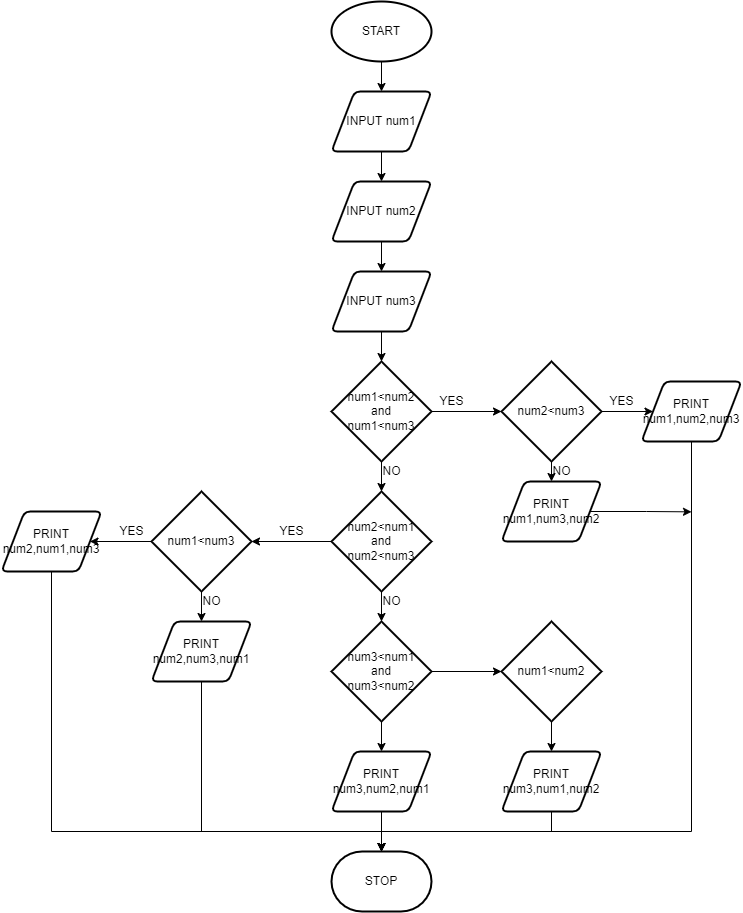 START
INPUT num1
INPUT num2
INPUT num3
num1<num2
and
num1<num3
YES
num2<num3
YES
PRINT
num1,num2,num3
NO
NO
PRINT
num1,num3,num2
num2<num1
and
num2<num3
YES
num1<num3
YES
PRINT
num2,num1,num3
NO
NO
PRINT
num2,num3,num1
num3<num1
and
num3<num2
num1<num2
PRINT
num3,num2,num1
PRINT
num3,num1,num2
STOP